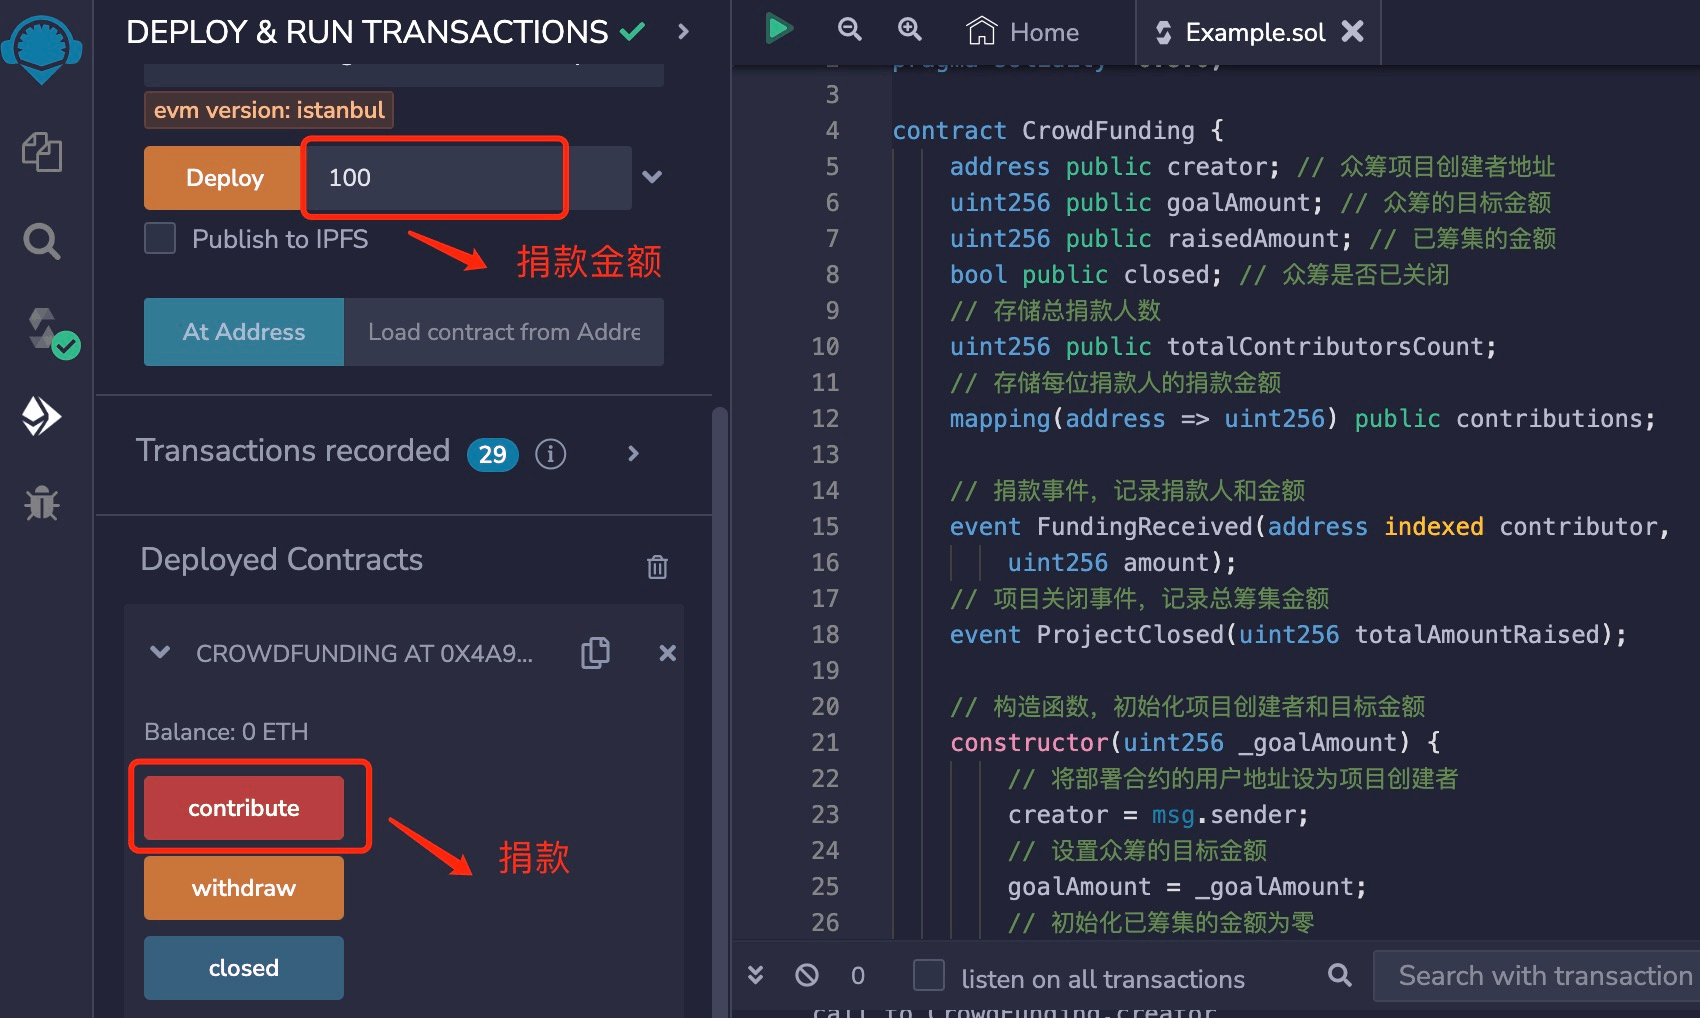 DEPLOY & RUN TRANSACTIONS
evm version: istanbul
Deploy
100
Publish to IPFS
捐款金额
At Address
Load contract from Addre
Transactions recorded 29
Deployed Contracts
CROWDFUNDING AT 0X4A9...
Balance: 0 ETH
contribute
捐款
withdraw
closed
Home
Example.sol
3
4 contract CrowdFunding {
5 address public creator; // 众筹项目创建者地址
6 uint256 public goalAmount; // 众筹的目标金额
7 uint256 public raisedAmount; // 已筹集的金额
8 bool public closed; // 众筹是否已关闭
9 // 存储总捐款人数
10 uint256 public totalContributorsCount;
11 // 存储每位捐款人的捐款金额
12 mapping(address => uint256) public contributions;
13
14 // 捐款事件，记录捐款人和金额
15 event FundingReceived(address indexed contributor,
16 uint256 amount);
17 // 项目关闭事件，记录总筹集金额
18 event ProjectClosed(uint256 totalAmountRaised);
19
20 // 构造函数，初始化项目创建者和目标金额
21 constructor(uint256 _goalAmount) {
22 // 将部署合约的用户地址设为项目创建者
23 creator = msg.sender;
24 // 设置众筹的目标金额
25 goalAmount = _goalAmount;
26 // 初始化已筹集的金额为零
0
listen on all transactions
Search with transaction
call to CrowdFunding.creator